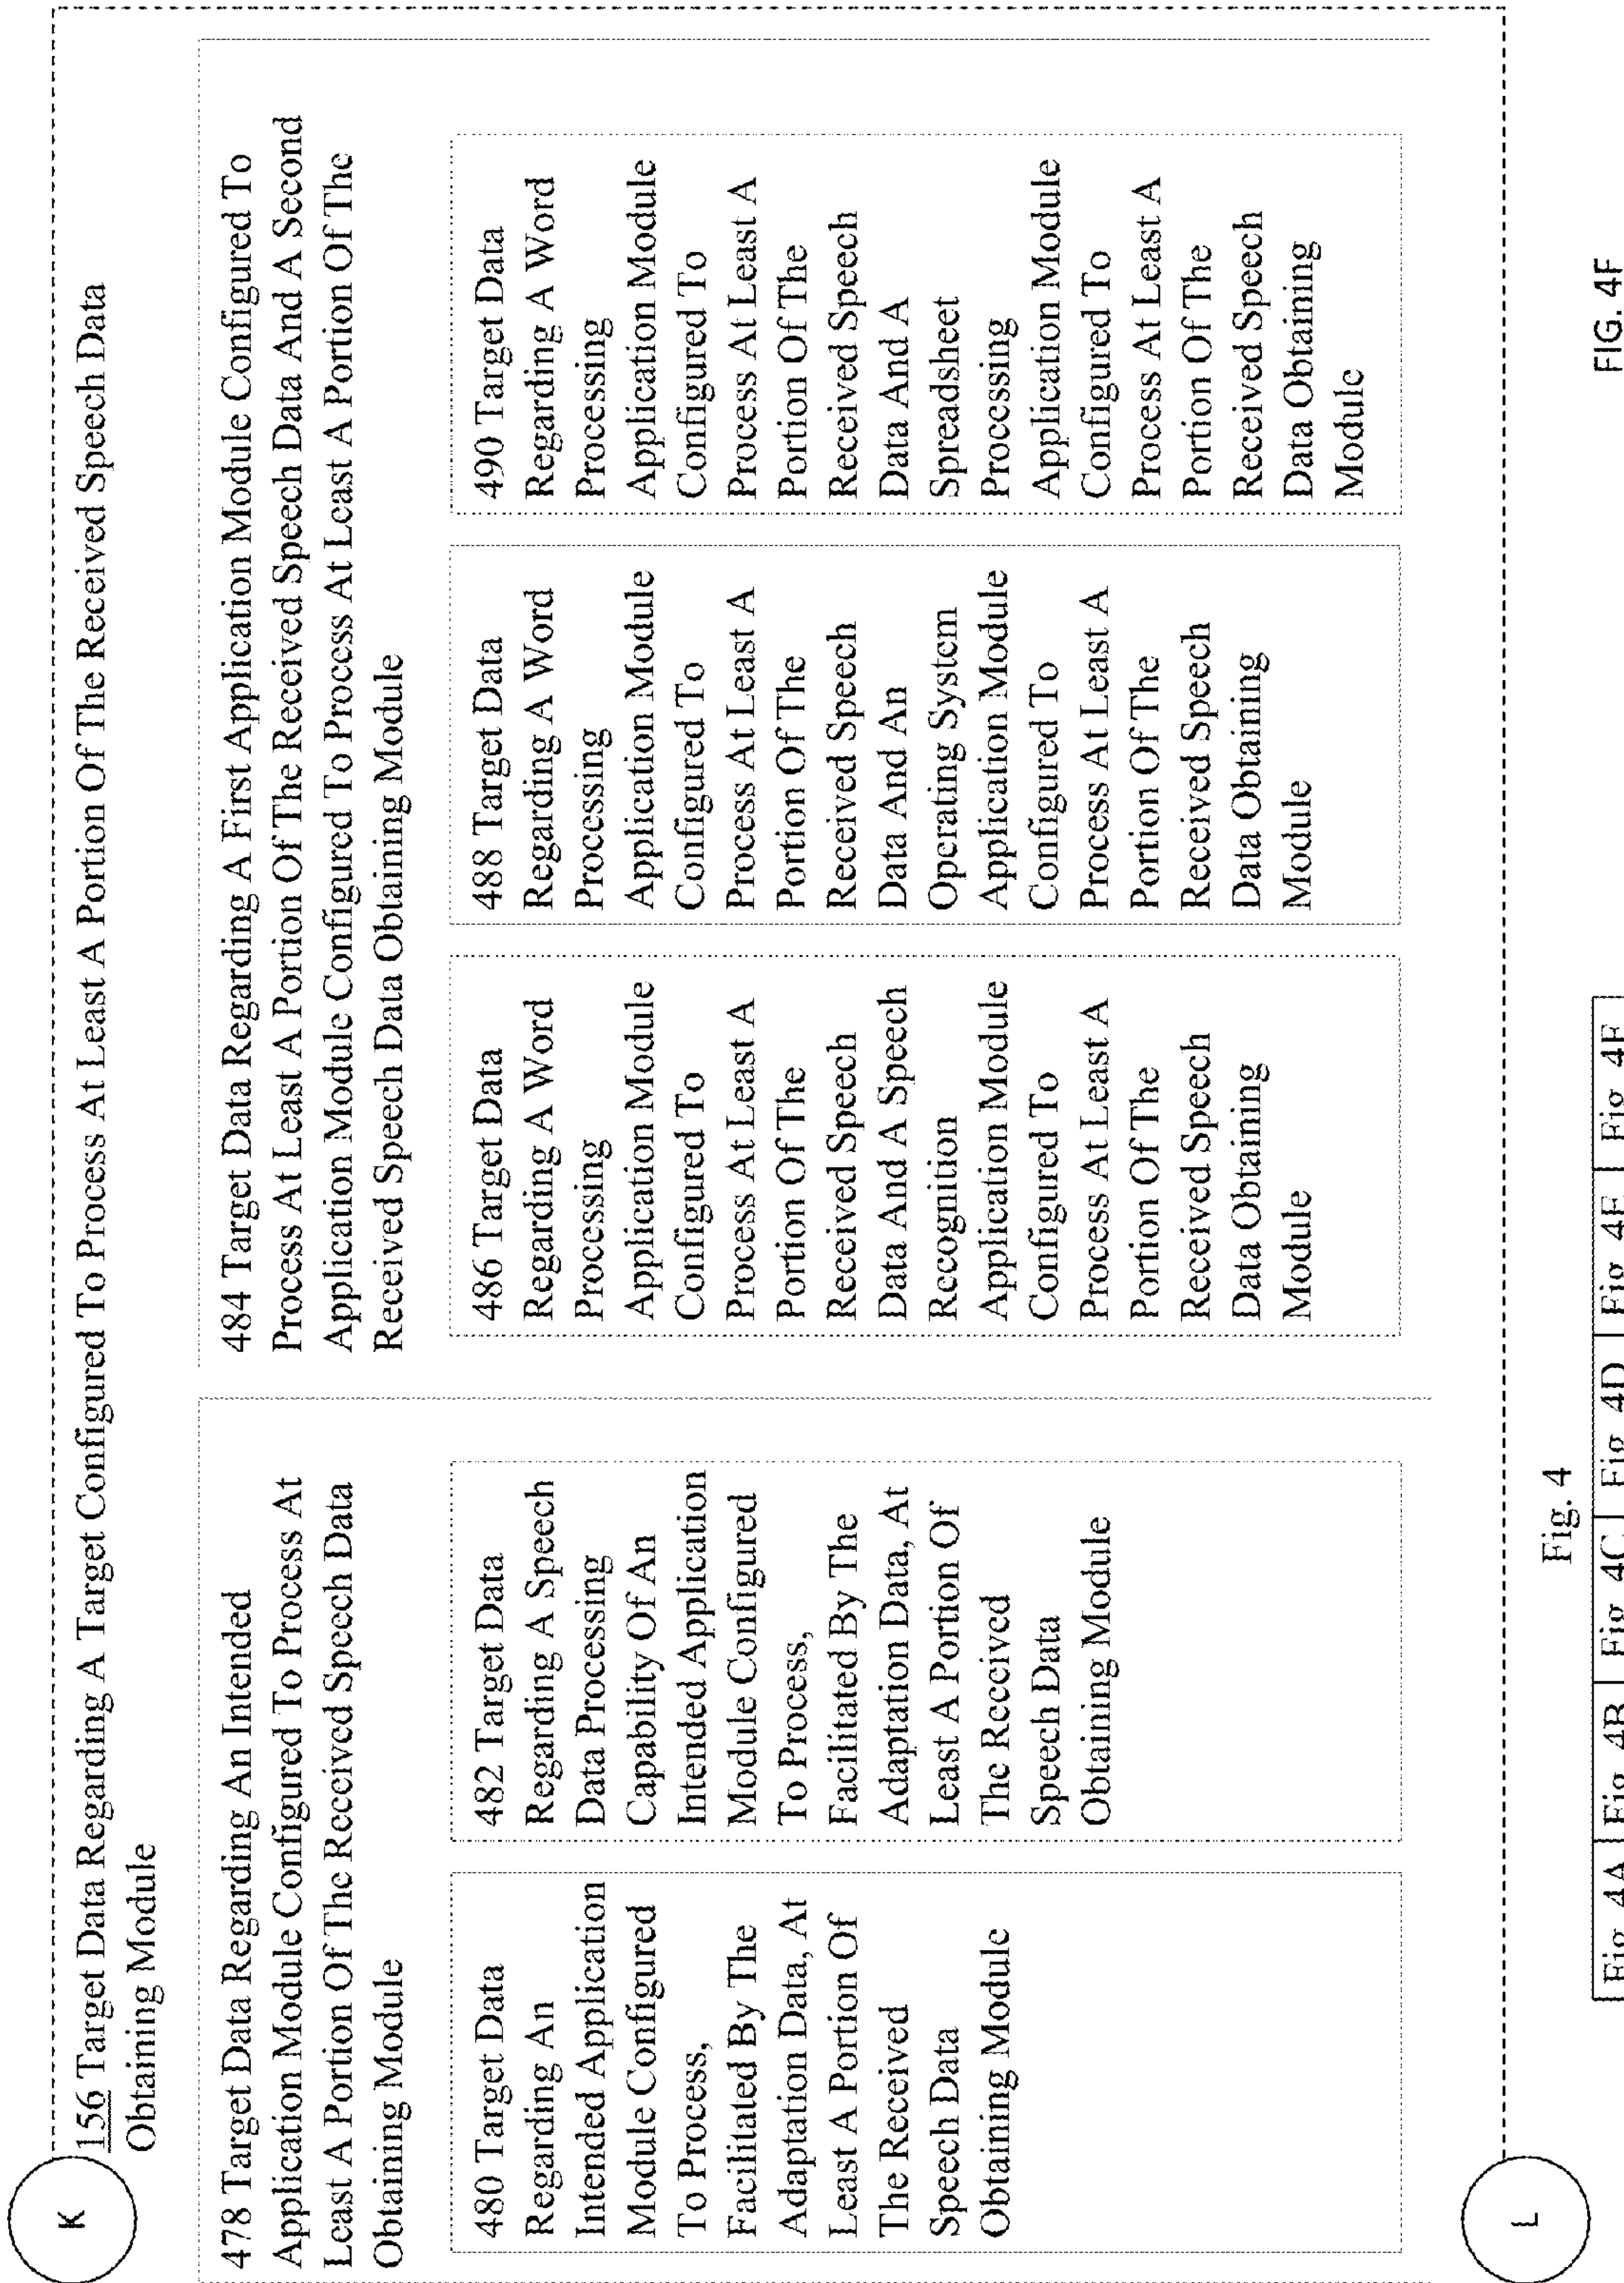 K
156 Target Data Regarding A Target Configured To Process At Least A Portion Of The Received Speech Data
Obtaining Module
478 Target Data Regarding An Intended
Application Module Configured To Process At
Least A Portion Of The Received Speech Data
Obtaining Module
480 Target Data
Regarding An
Intended Application
Module Configured
To Process,
Facilitated By The
Adaptation Data, At
Least A Portion Of
The Received
Speech Data
Obtaining Module
482 Target Data
Regarding A Speech
Data Processing
Capability Of An
Intended Application
Module Configured
To Process,
Facilitated By The
Adaptation Data, At
Least A Portion Of
The Received
Speech Data
Obtaining Module
484 Target Data Regarding A First Application Module Configured To
Process At Least A Portion Of The Received Speech Data And A Second
Application Module Configured To Process At Least A Portion Of The
Received Speech Data Obtaining Module
486 Target Data
Regarding A Word
Processing
Application Module
Configured To
Process At Least A
Portion Of The
Received Speech
Data And A Speech
Recognition
Application Module
Configured To
Process At Least A
Portion Of The
Received Speech
Data Obtaining
Module
488 Target Data
Regarding A Word
Processing
Application Module
Configured To
Process At Least A
Portion Of The
Received Speech
Data And An
Operating System
Application Module
Configured To
Process At Least A
Portion Of The
Received Speech
Data Obtaining
Module
490 Target Data
Regarding A Word
Processing
Application Module
Configured To
Process At Least A
Portion Of The
Received Speech
Data And A
Spreadsheet
Processing
Application Module
Configured To
Process At Least A
Portion Of The
Received Speech
Data Obtaining
Module
L
Fig. 4
Fig 4A Fig 4B Fig 4C Fig 4D Fig 4E Fig 4F
FIG. 4F